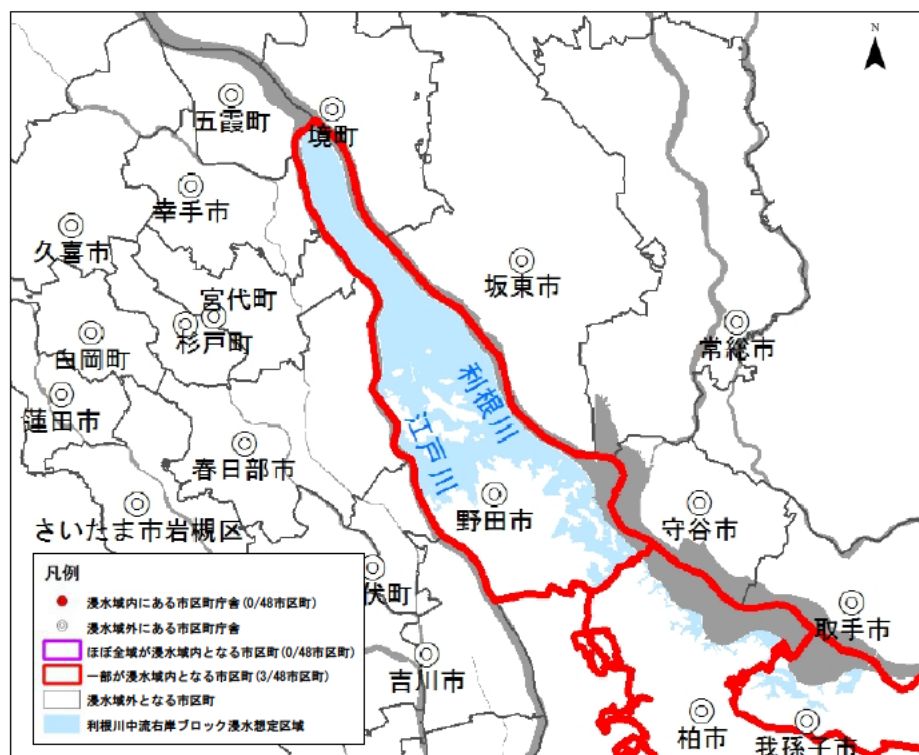 N
五霞町
境町
幸手市
久喜市
坂東市
宮代町
杉戸町
白岡町
常総市
利根川
蓮田市
江戸川
春日部市
野田市
守谷市
さいたま市岩槻区
凡例
浸水域内にある市区町庁舎(0/48市区町)
浸水域外にある市区町庁舎
ほぼ全域が浸水域内となる市区町(0/48市区町)
一部が浸水域内となる市区町(3/48市区町)
浸水域外となる市区町
利根川中流右岸ブロック浸水想定区域
伏町
取手市
吉川市
柏市
我孫子市